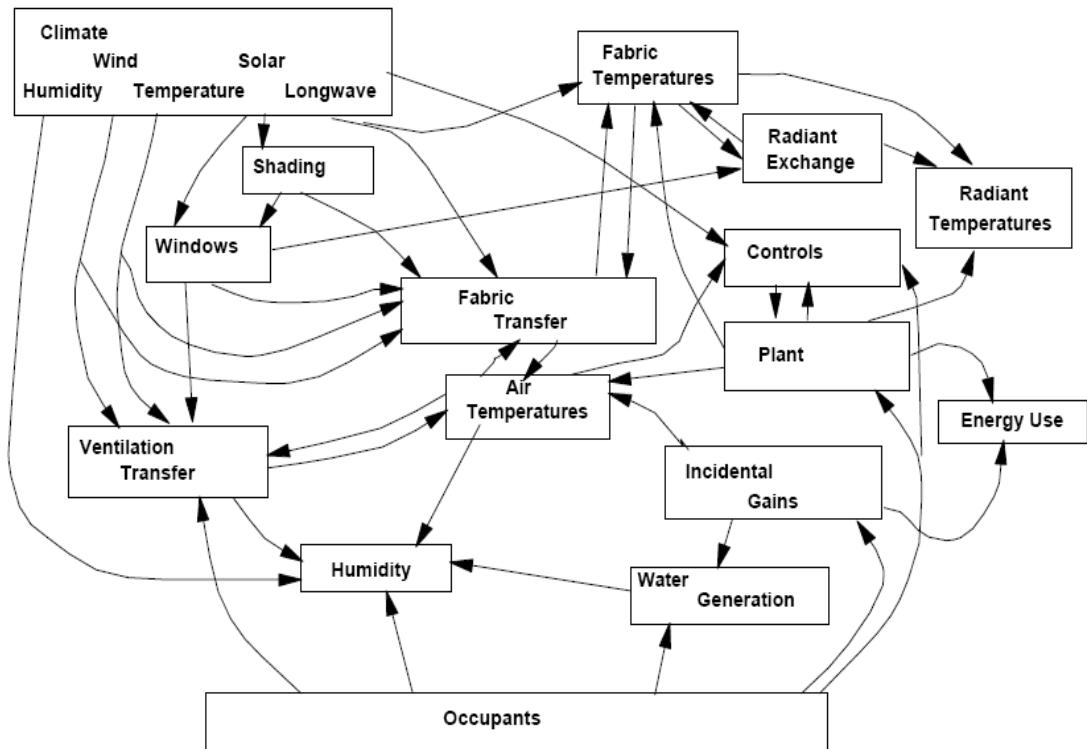 Climate
Wind Solar
Humidity Temperature Longwave
Fabric
Temperatures
Radiant
Exchange
Shading
Radiant
Temperatures
Windows
Controls
Fabric
Transfer
Plant
Air
Temperatures
Energy Use
Ventilation
Transfer
Incidental
Gains
Humidity
Water
Generation
Occupants